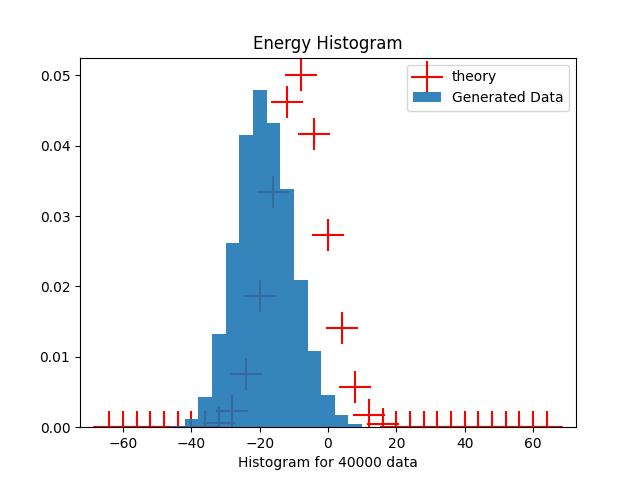 Energy Histogram
theory
Generated Data
0.05
0.04
0.03
0.02
0.01
0.00
−60 −40 −20 0 20 40 60
Histogram for 40000 data